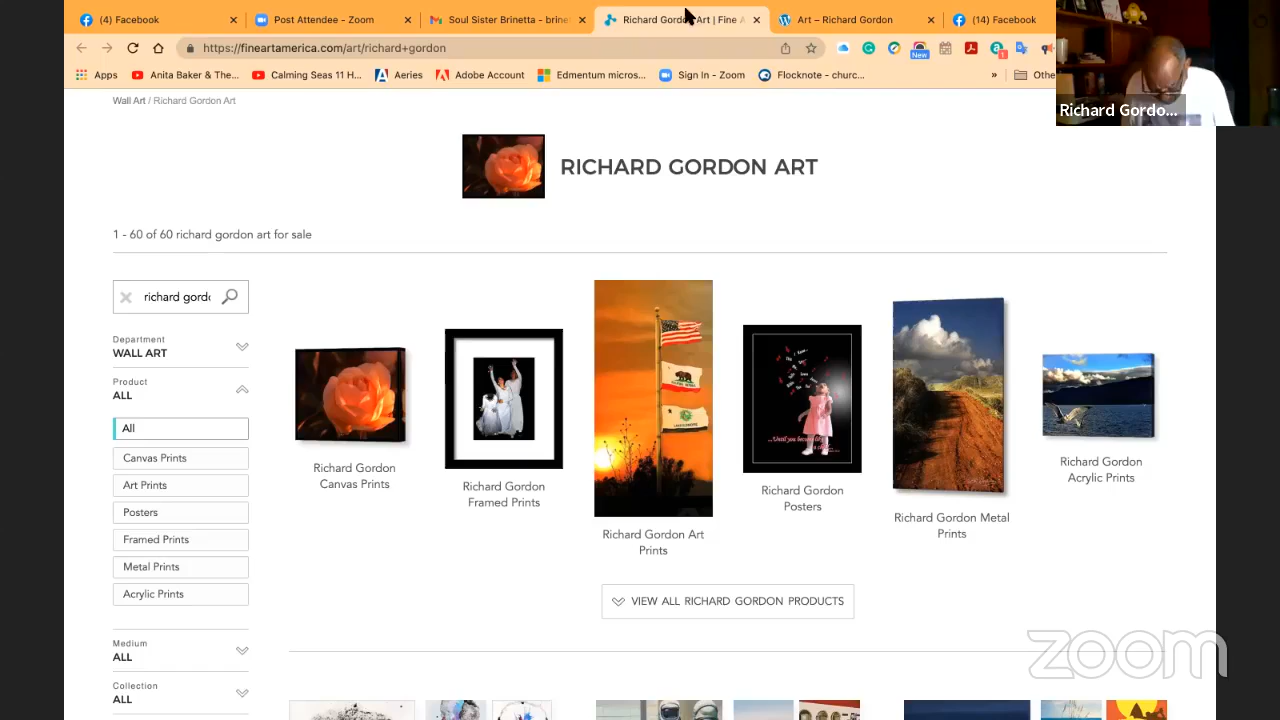 (4) Facebook
Post Attendee - Zoom
Soul Sister Brinetta - brine
Richard Gord Art | Fine A
Art – Richard Gordon
(14) Facebook
https://fineartamerica.com/art/richard+gordon
New
1
Apps
Anita Baker & The...
Calming Seas 11 H...
Aeries
Adobe Account
Edmentum micros...
Sign In - Zoom
Flocknote - churc...
»
Othe
Richard Gordo...
Wall Art / Richard Gordon Art
RICHARD GORDON ART
1 - 60 of 60 richard gordon art for sale
richard gord
Department
WALL ART
Product
ALL
All
Canvas Prints
Art Prints
Posters
Framed Prints
Metal Prints
Acrylic Prints
Medium
ALL
Collection
ALL
Richard Gordon
Canvas Prints
Richard Gordon
Framed Prints
Richard Gordon Art
Prints
Richard Gordon
Posters
Richard Gordon Metal
Prints
Richard Gordon
Acrylic Prints
VIEW ALL RICHARD GORDON PRODUCTS
zoom